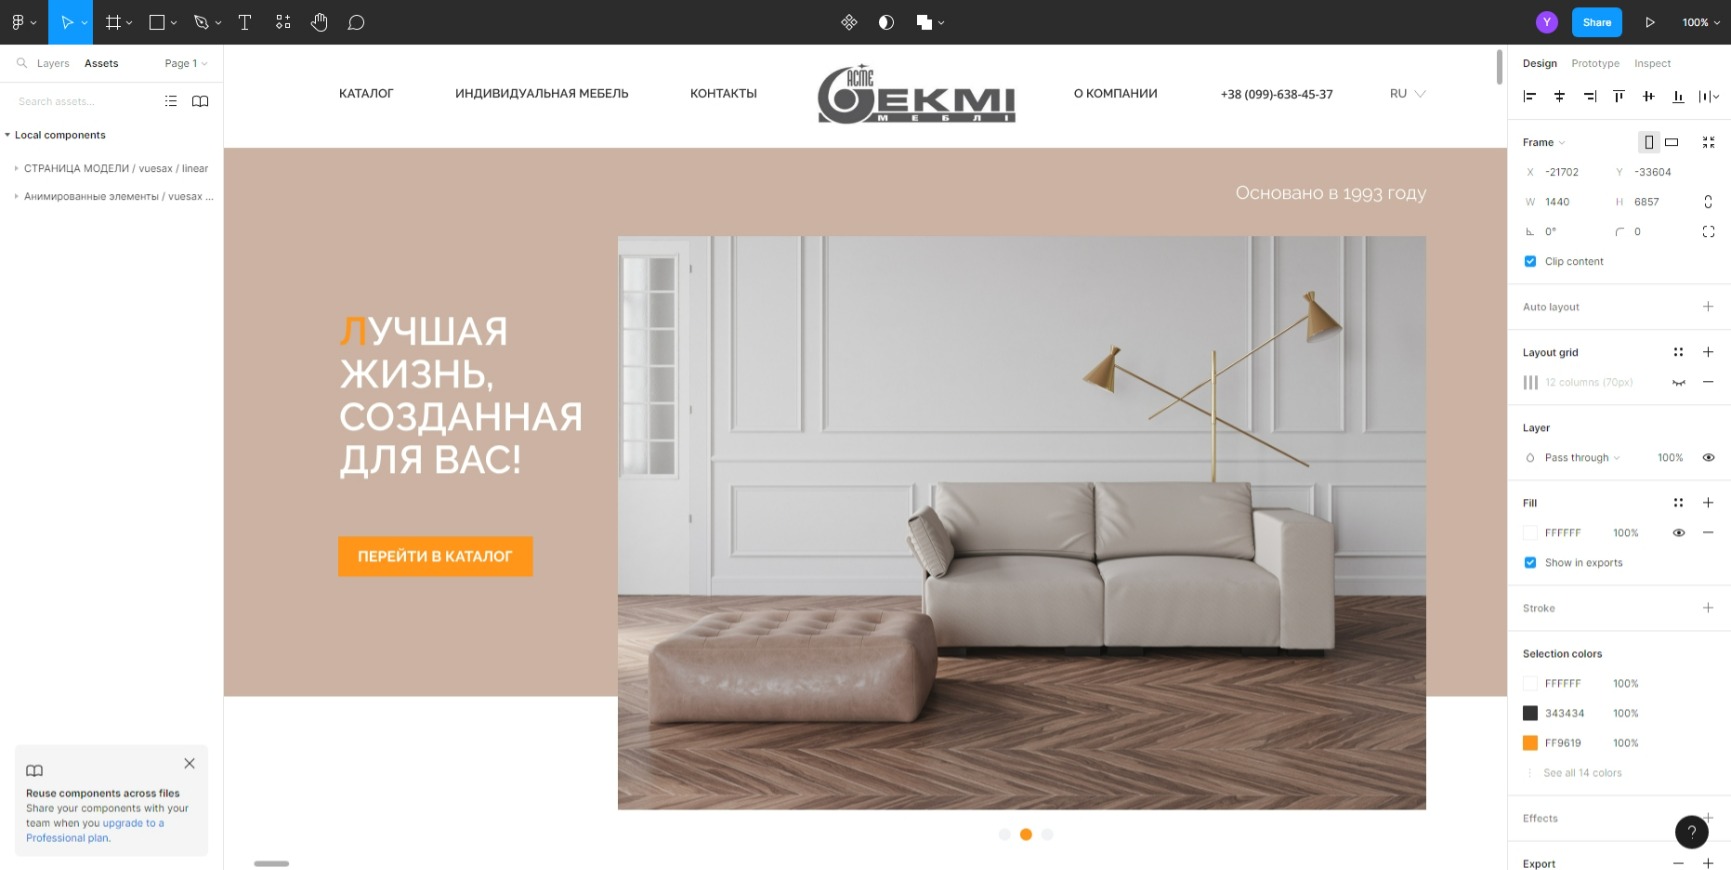 Y
Share
100%
Layers
Assets
Page 1
Search assets...
Local components
СТРАНИЦА МОДЕЛИ / vuesax / linear
Анимированные элементы / vuesax ...
Reuse components across files
Share your components with your
team when you upgrade to a
Professional plan.
КАТАЛОГ
ИНДИВИДУАЛЬНАЯ МЕБЕЛЬ
КОНТАКТЫ
ACME
ЕКМІ
МЕБЛІ
О КОМПАНИИ
+38 (099)-638-45-37
RU
Основано в 1993 году
ЛУЧШАЯ
ЖИЗНЬ,
СОЗДАННАЯ
ДЛЯ ВАС!
ПЕРЕЙТИ В КАТАЛОГ
Design
Prototype
Inspect
Frame
X -21702 Y -33604
W 1440 H 6857
0° 0
Clip content
Auto layout
Layout grid
12 columns (70px)
Layer
Pass through 100%
Fill
FFFFFF 100%
Show in exports
Stroke
Selection colors
FFFFFF 100%
343434 100%
FF9619 100%
See all 14 colors
Effects
?
Export